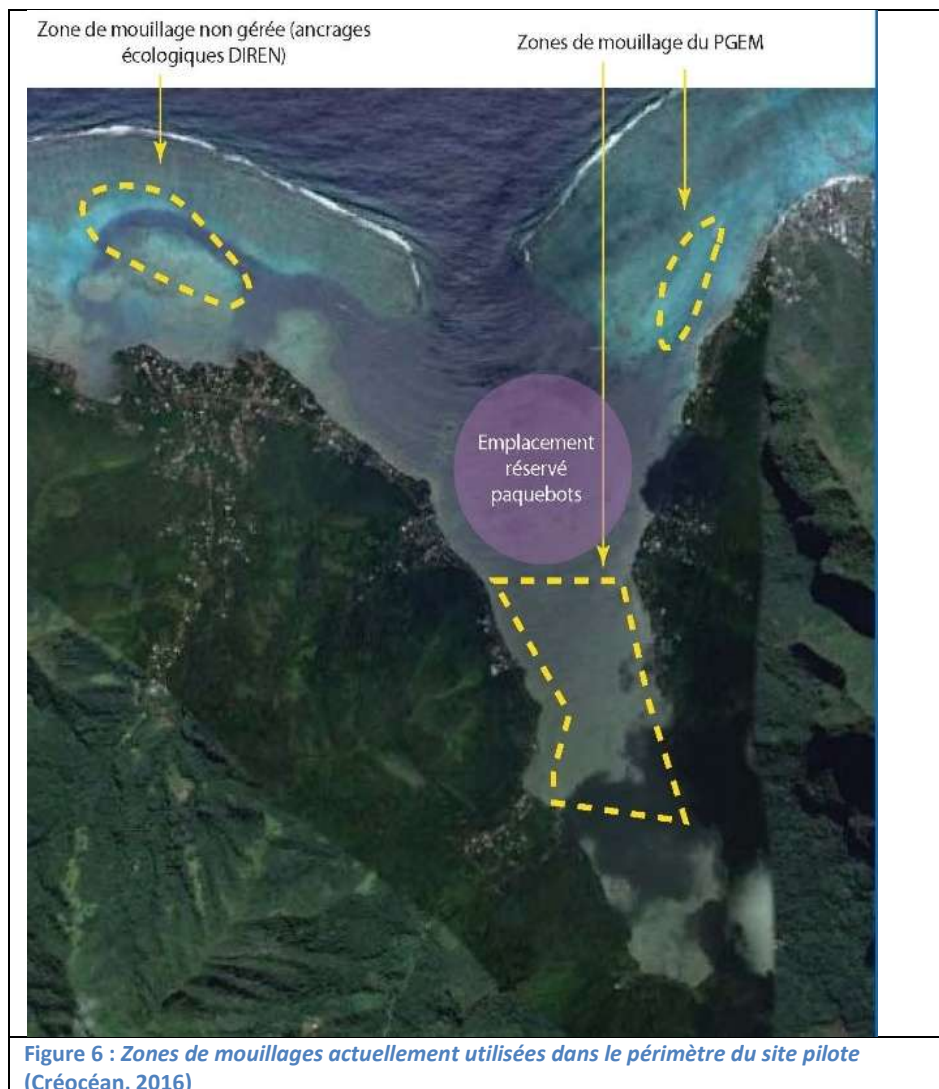 Zone de mouillage non gérée (ancrages
écologiques DIREN)
Zones de mouillage du PGEM
Emplacement
réservé
paquebots
Figure 6 : Zones de mouillages actuellement utilisées dans le périmètre du site pilote
(Créocéan, 2016)